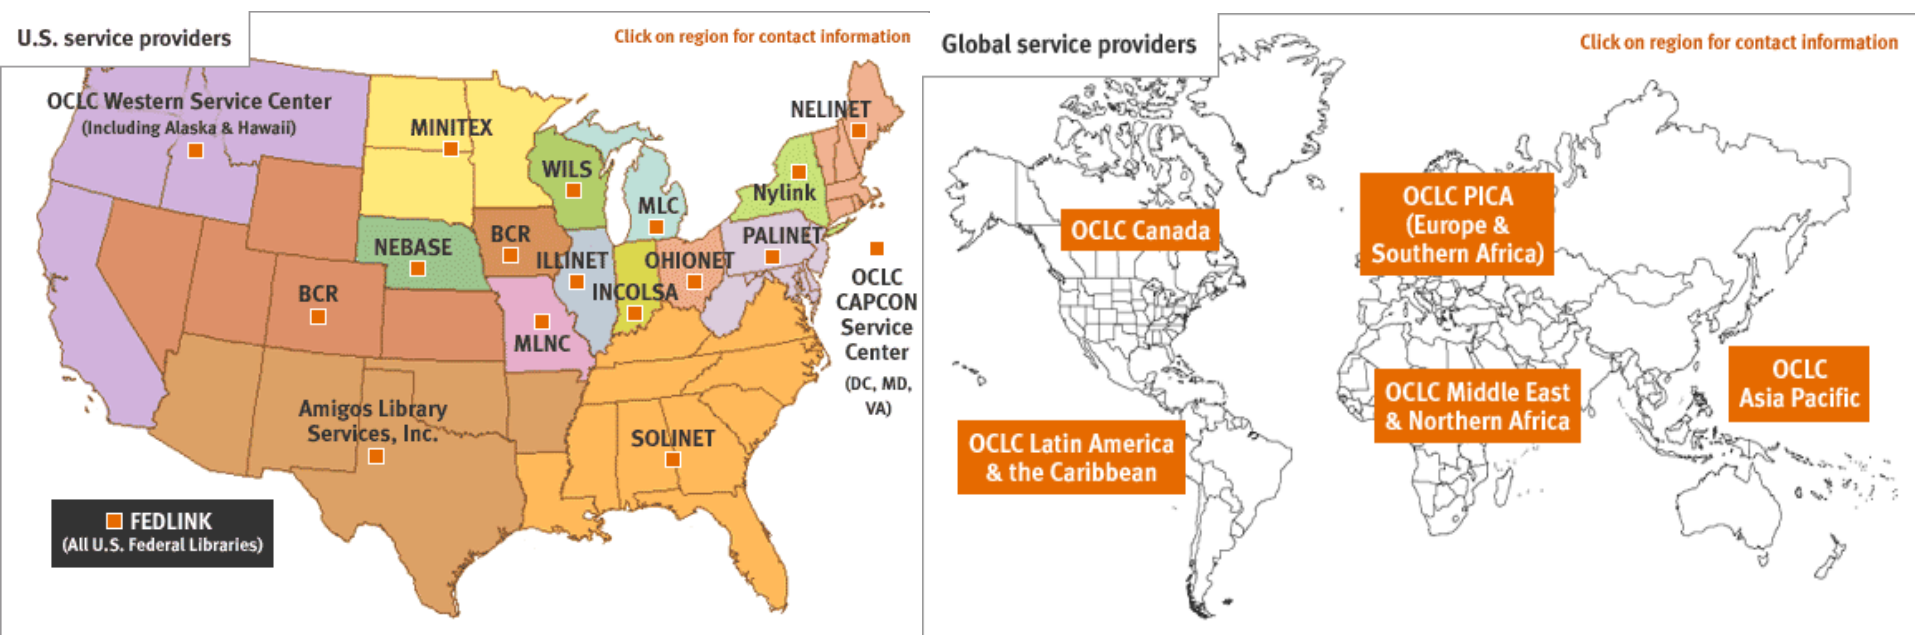 U.S. service providers
Click on region for contact information
OCLC Western Service Center
(Including Alaska & Hawaii)
MINITEX
NELINET
WILS
MLC
Nylink
NEBASE
BCR
ILLINET
INCOLSA
OHIONET
PALINET
BCR
MLNC
OCLC
CAPCON
Service
Center
(DC, MD,
VA)
Amigos Library
Services, Inc.
SOLINET
FEDLINK
(All U.S. Federal Libraries)
Global service providers
Click on region for contact information
OCLC Canada
OCLC PICA
(Europe &
Southern Africa)
OCLC Latin America
& the Caribbean
OCLC Middle East
& Northern Africa
OCLC
Asia Pacific